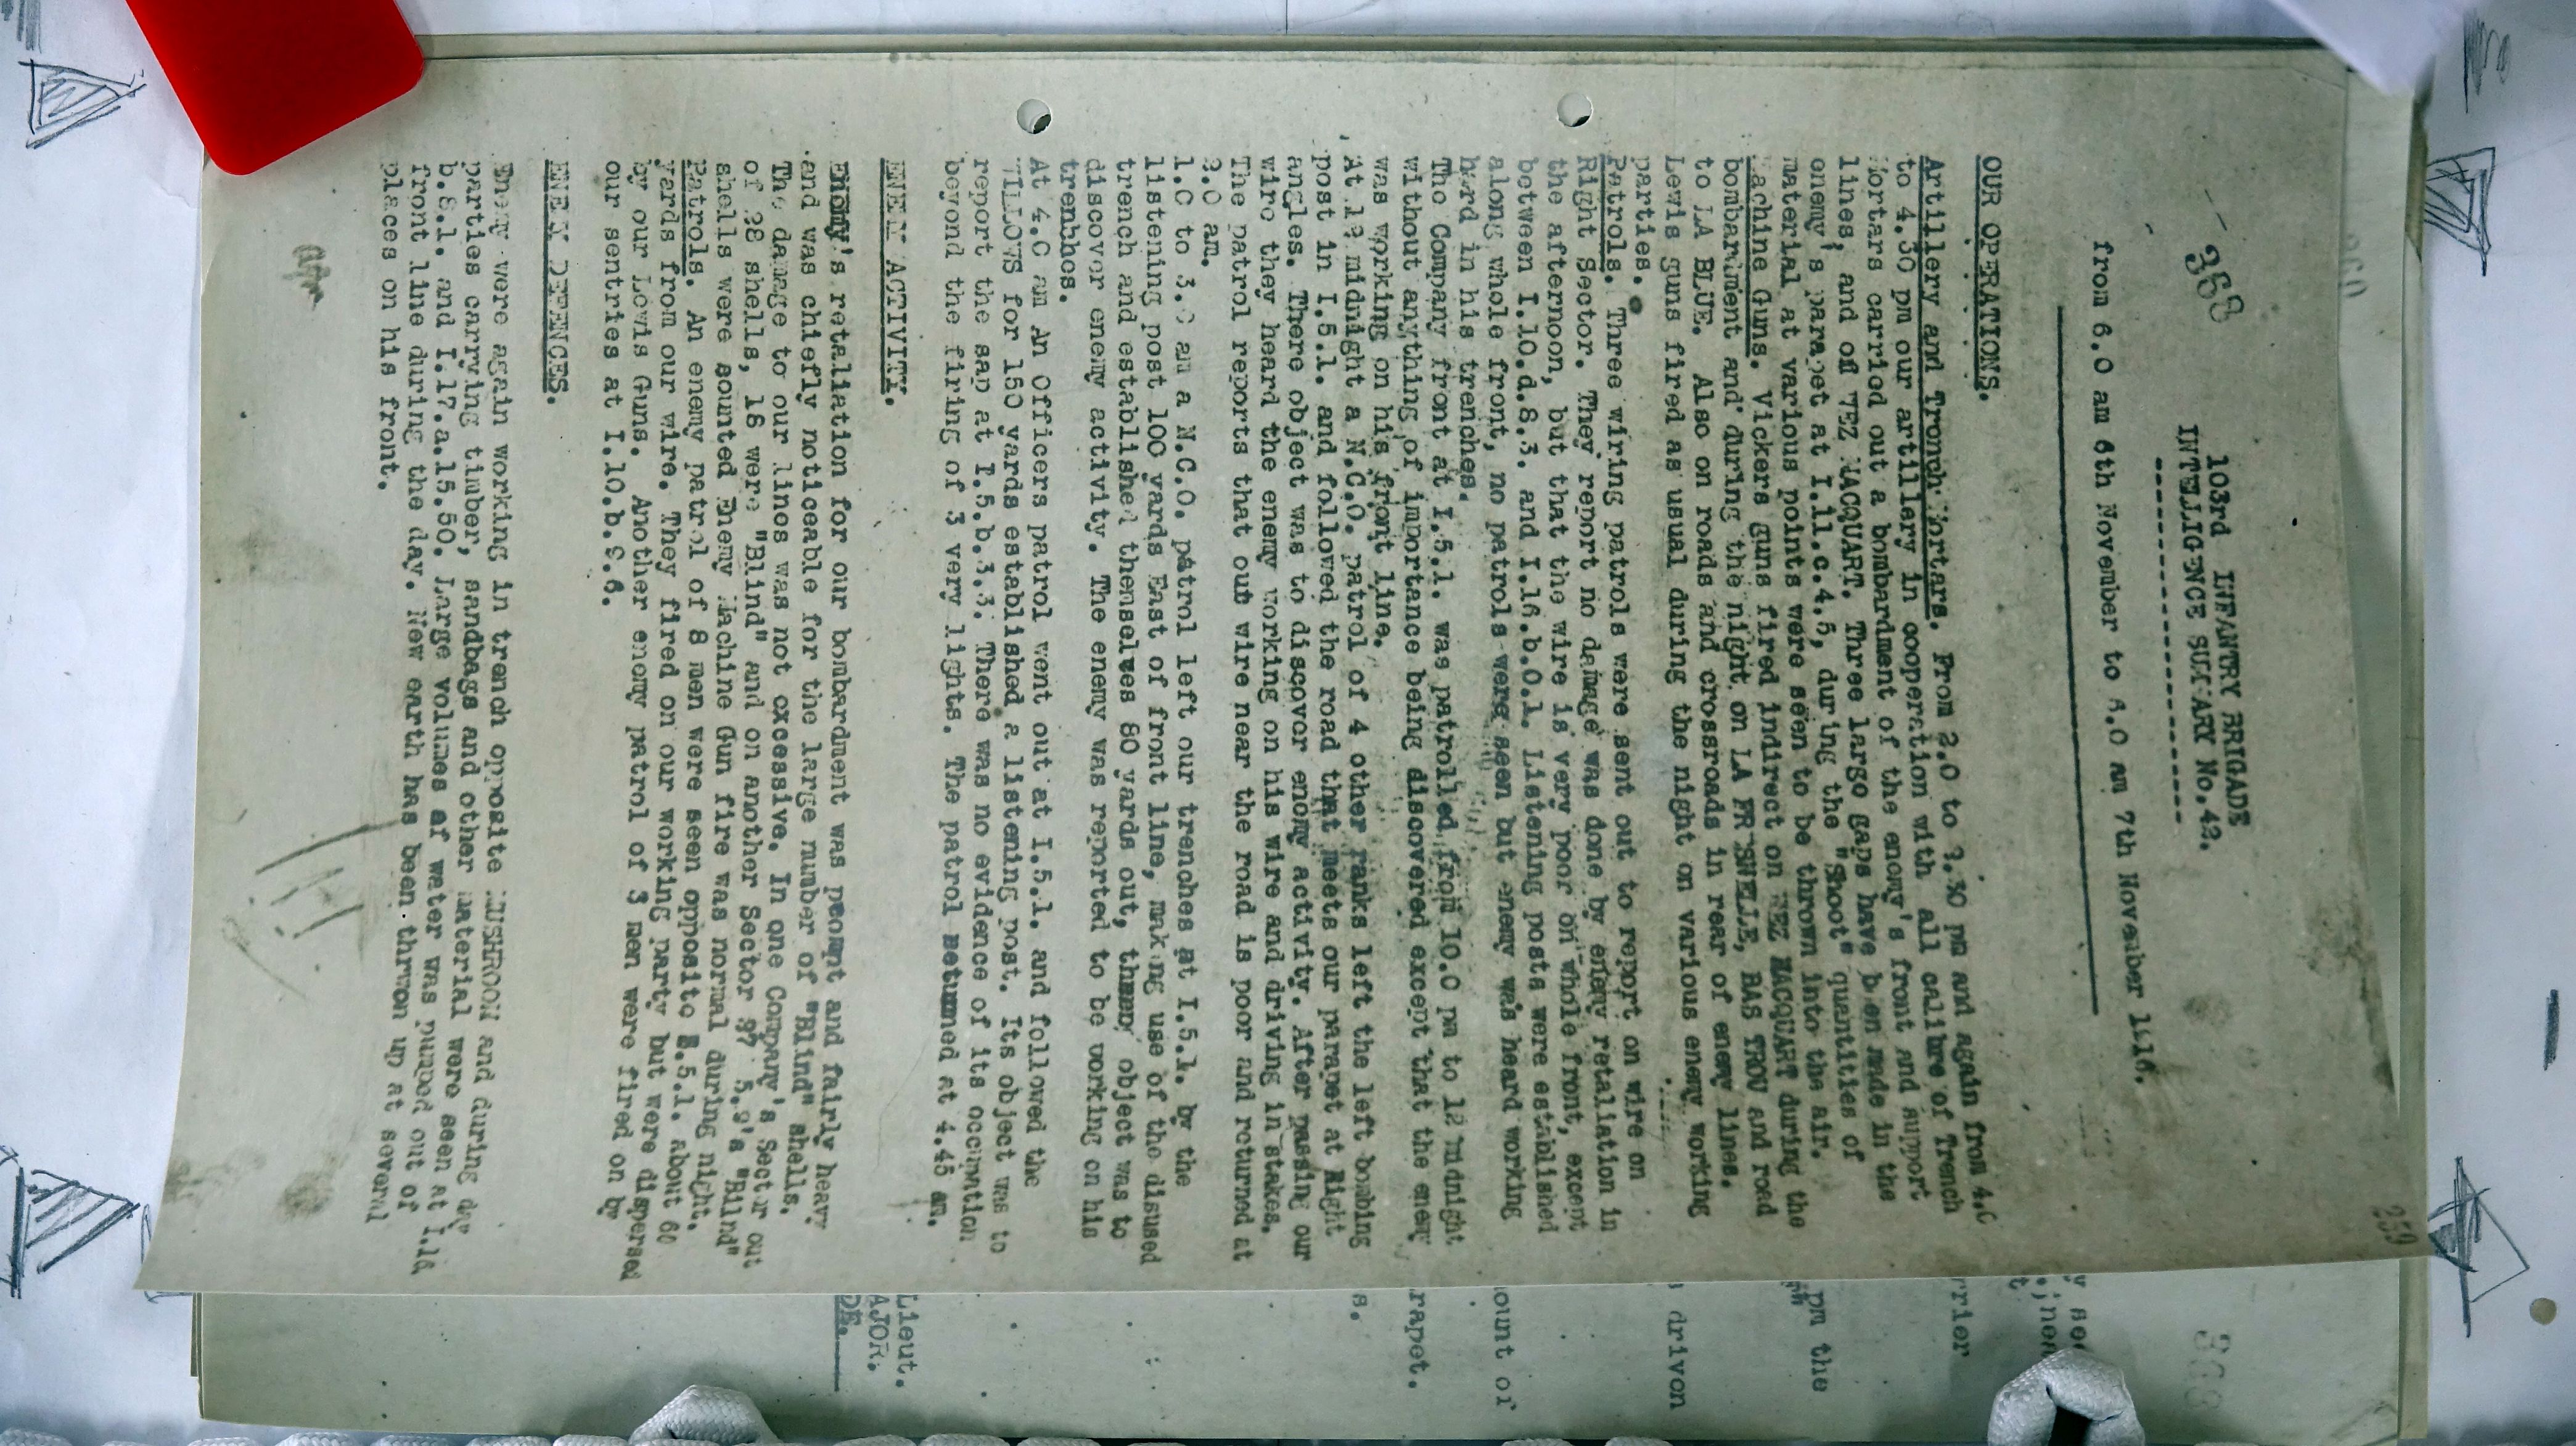 259
368
103rd INFANTRY BRIGADE
INTELLIGENCE SUMMARY No.42.
from 6.0 am 6th November to 6.0 am 7th November 1916.
OUR OPERATIONS.
Artillery and Trench Mortars. From 2.0 to 2.30 pm and again from 4.0
to 4.30 pm our artillery in cooperation with all calibre of Trench
Mortars carried out a bombardment of the enemy's front and support
lines, and of WEZ MACQUART. Three large gaps have been made in the
enemy's parapet at I.11.c.4.5, during the "Shoot" quantities of
material at various points were seen to be thrown into the air.
Machine Guns. Vickers guns fired indirect on WEZ MACQUART during the
bombardment and during the night on LA FRESNELLE, BAS TROU and road
to LA BLUE. Also on roads and crossroads in rear of enemy lines.
Lewis guns fired as usual during the night on various enemy working
parties.
Patrols. Three wiring patrols were sent out to report on wire on
Right Sector. They report no damage was done by enemy retaliation in
the afternoon, but that the wire is very poor on whole front, except
between I.10.d.8.3. and I.16.b.0.1. Listening posts were established
along whole front, no patrols were seen but enemy was heard working
hard in his trenches.
The Company front at I.5.1. was patrolled from 10.0 pm to 12 midnight
without anything of importance being discovered except that the enemy
was working on his front line.
At 12 midnight a N.C.O. patrol of 4 other ranks left the left bombing
post in I.5.1. and followed the road that meets our parapet at Right
angles. There object was to discover enemy activity. After passing our
wire they heard the enemy working on his wire and driving in stakes.
The patrol reports that out wire near the road is poor and returned at
2.0 am.
1.0 to 3.0 am a N.C.O. patrol left our trenches at I.5.1. by the
listening post 100 yards East of front line, making use of the disused
trench and established themselves 80 yards out, their object was to
discover enemy activity. The enemy was reported to be working on his
trenches.
At 4.0 am An Officers patrol went out at I.5.1. and followed the
WILLOWS for 150 yards established a listening post. Its object was to
report the sap at I.5.b.3.3. There was no evidence of its occupation
beyond the firing of 3 very lights. The patrol returned at 4.45 am.
ENEMY ACTIVITY.
Enemy's retaliation for our bombardment was prompt and fairly heavy
and was chiefly noticeable for the large number of "Blind" shells.
The damage to our lines was not excessive. In one Company's Sector out
of 28 shells, 18 were "Blind" and on another Sector 37 5.9's "Bilnd"
shells were counted Enemy Machine Gun fire was normal during night.
Patrols. An enemy patrol of 8 men were seen opposite I.5.1. about 60
yards from our wire. They fired on our working party but were dispersed
by our Lewis Guns. Another enemy patrol of 3 men were fired on by
our sentries at I.10.b.9.6.
ENEMY DEFENCES.
Enemy were again working in trench opposite MUSHROOM and during day
parties carrying timber, sandbags and other material were seen at I.16
b.8.1. and I.17.a.15.50. Large volumes of water was pumped out of
front line during the day. New earth has been thrwon up at several
places on his front.
pm the
drivon
ount of
rapet.
s.
Lieut.
AJOR.
DE.